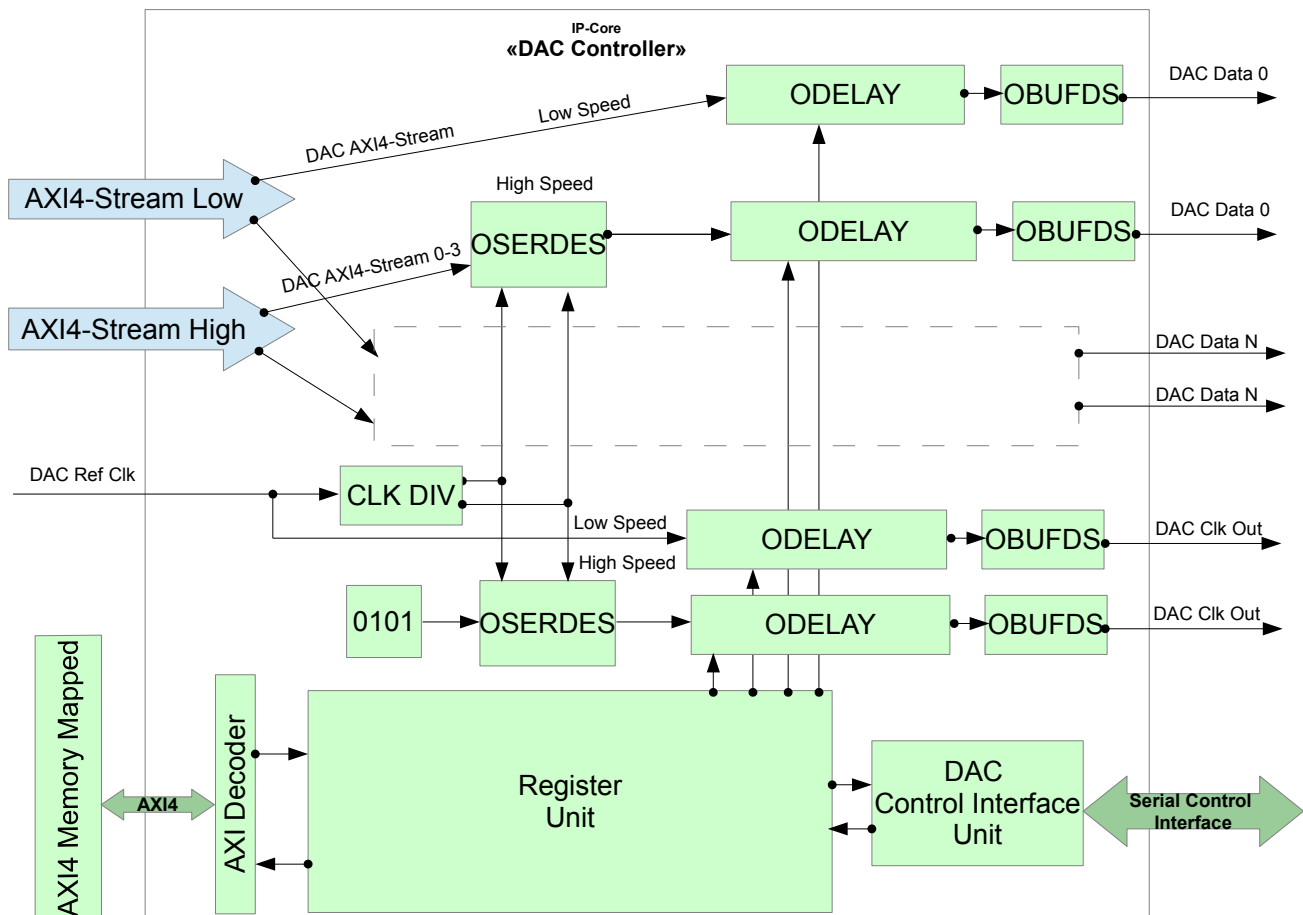 IP-Core
«DAC Controller»
ODELAY
OBUFDS
DAC Data 0
Low Speed
DAC AXI4-Stream
AXI4-Stream Low
High Speed
OSERDES
ODELAY
OBUFDS
DAC Data 0
DAC AXI4-Stream 0-3
AXI4-Stream High
DAC Data N
DAC Data N
DAC Ref Clk
CLK DIV
Low Speed
ODELAY
OBUFDS
DAC Clk Out
High Speed
0101
OSERDES
ODELAY
OBUFDS
DAC Clk Out
AXI4 Memory Mapped
AXI4
AXI Decoder
Register
Unit
DAC
Control Interface
Unit
Serial Control
Interface